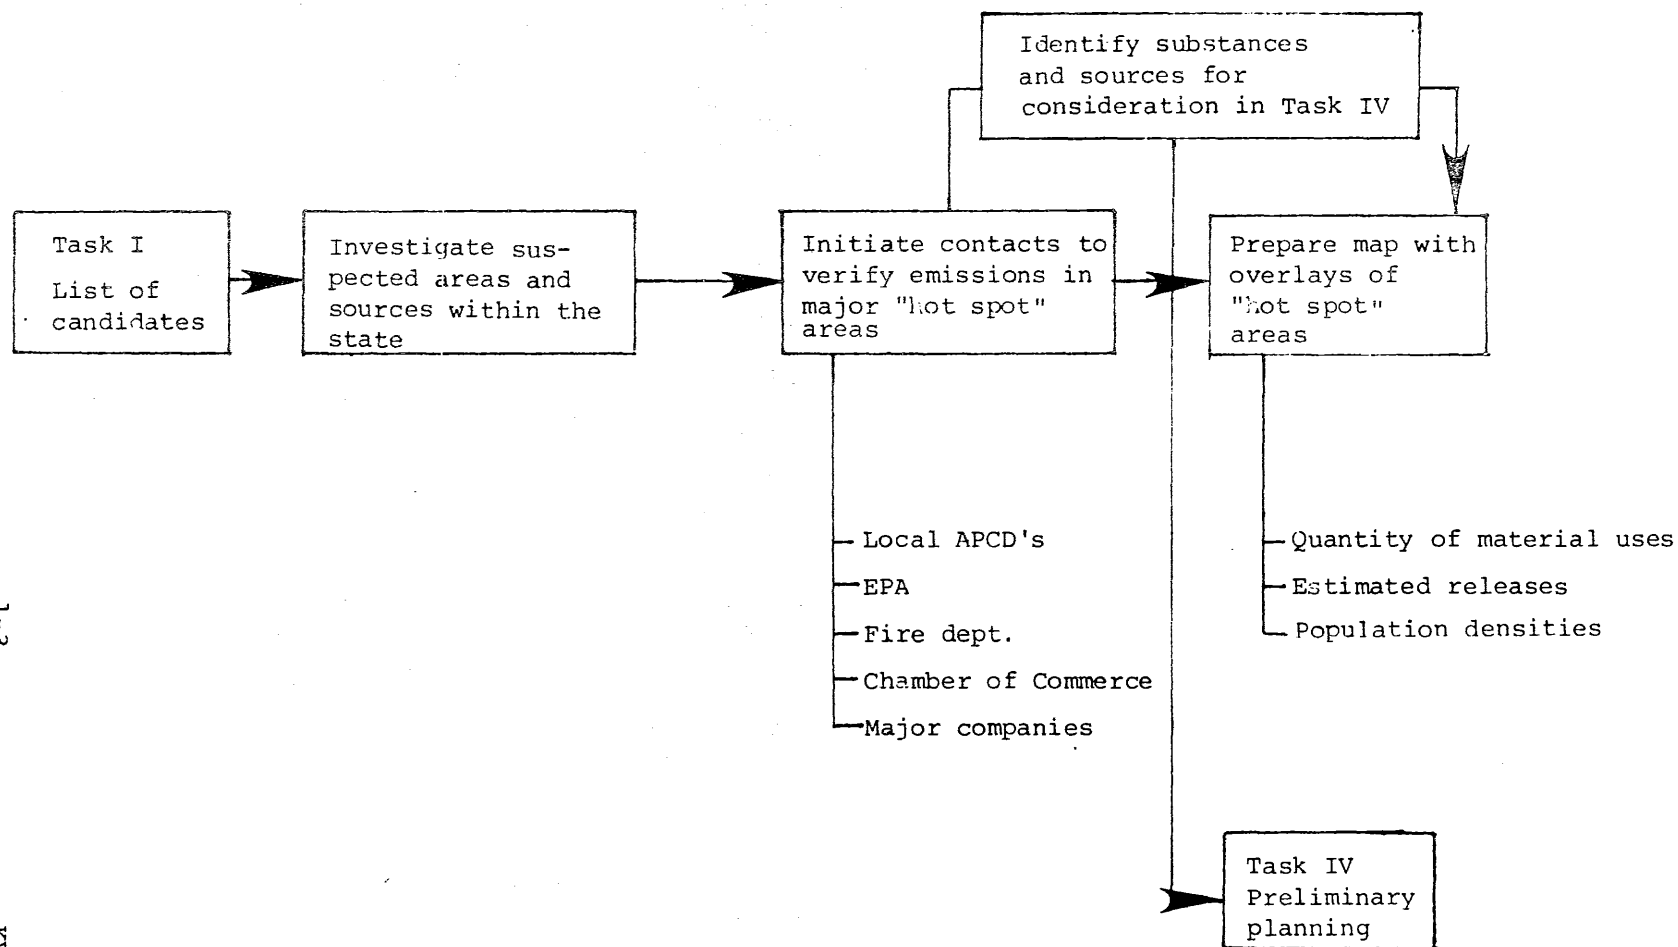 Identify substances
and sources for
consideration in Task IV
Task I
List of
candidates
Investigate sus-
pected areas and
sources within the
state
Initiate contacts to
verify emissions in
major "hot spot"
areas
Prepare map with
overlays of
"hot spot"
areas
Local APCD's
EPA
Fire dept.
Chamber of Commerce
Major companies
Quantity of material uses
Estimated releases
Population densities
Task IV
Preliminary
planning